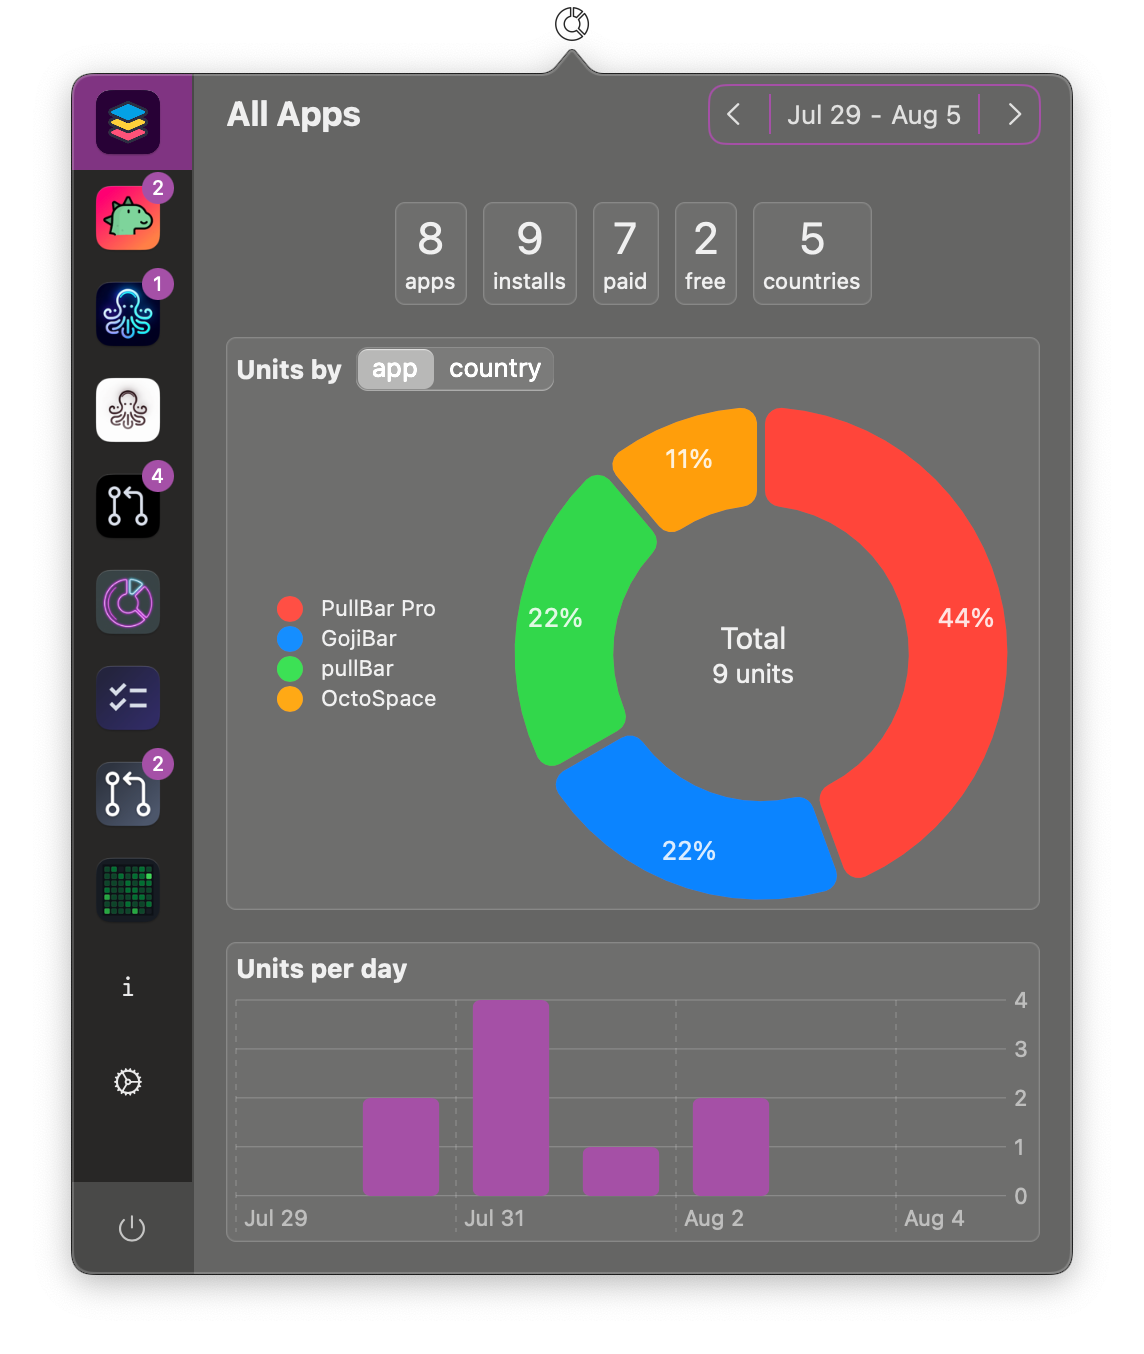 All Apps
Jul 29 - Aug 5
2
1
4
2
i
8
apps
9
installs
7
paid
2
free
5
countries
Units by
app
country
11%
44%
22%
22%
PullBar Pro
GojiBar
pullBar
OctoSpace
Total
9 units
Units per day
4
3
2
1
0
Jul 29
Jul 31
Aug 2
Aug 4